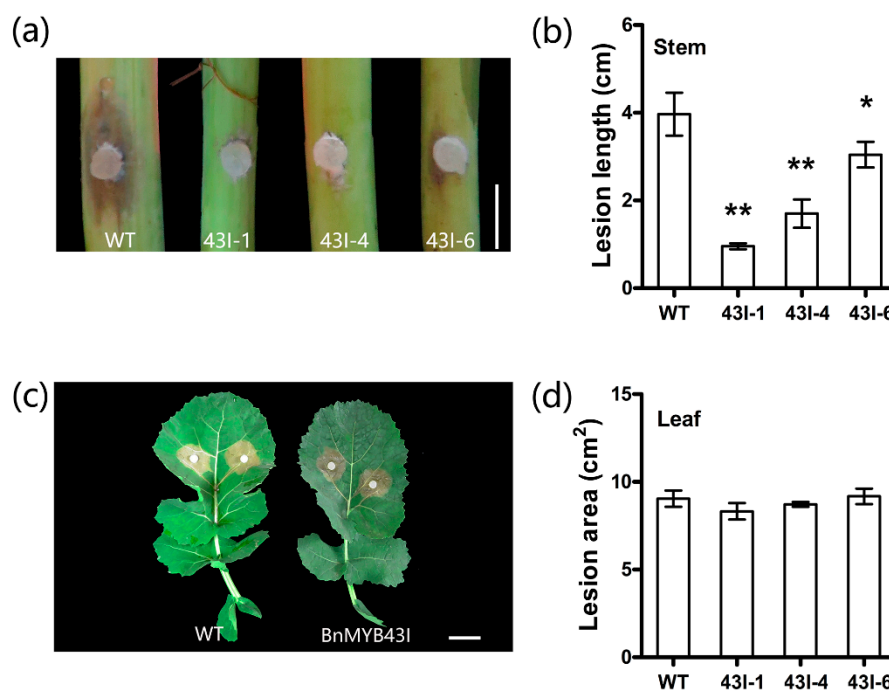 (a)
WT 43I-1 43I-4 43I-6
(b)
Stem
Lesion length (cm)
6
4
2
0
** ** *
WT 43I-1 43I-4 43I-6
(c)
WT BnMYB43I
(d)
Leaf
Lesion area (cm²)
15
10
5
0
WT 43I-1 43I-4 43I-6